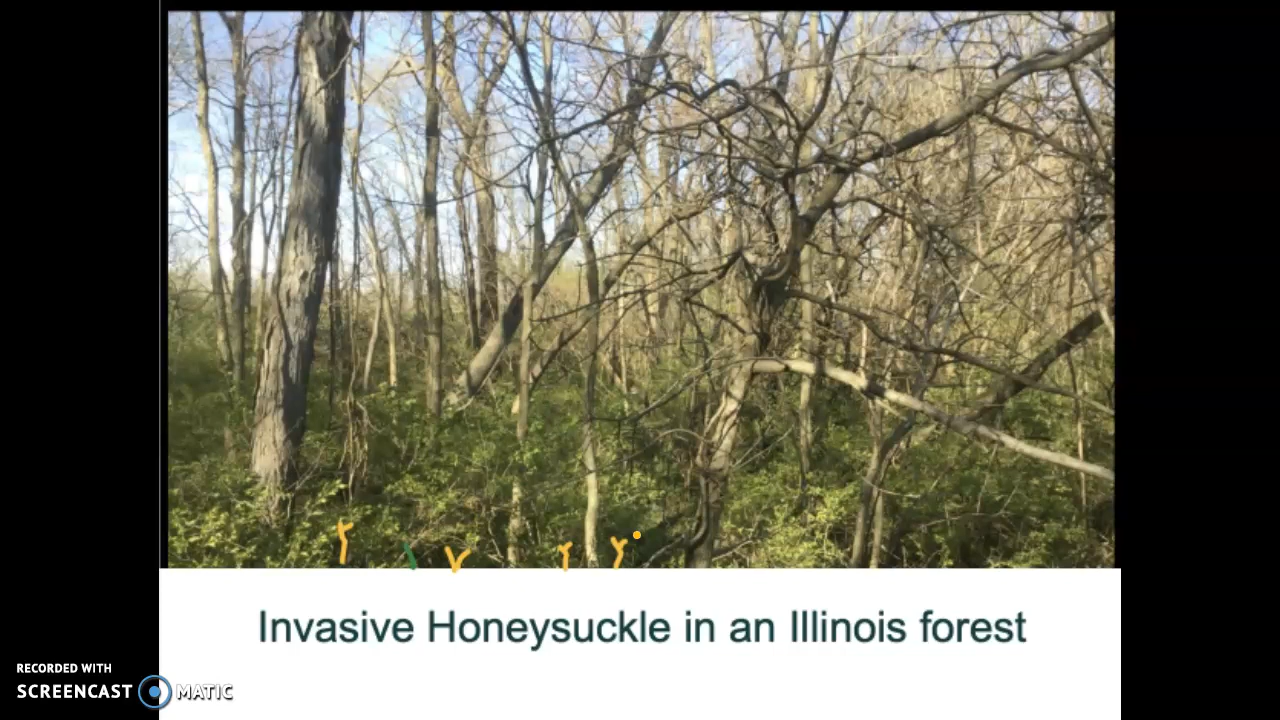 Invasive Honeysuckle in an Illinois forest
RECORDED WITH
SCREENCAST MATIC